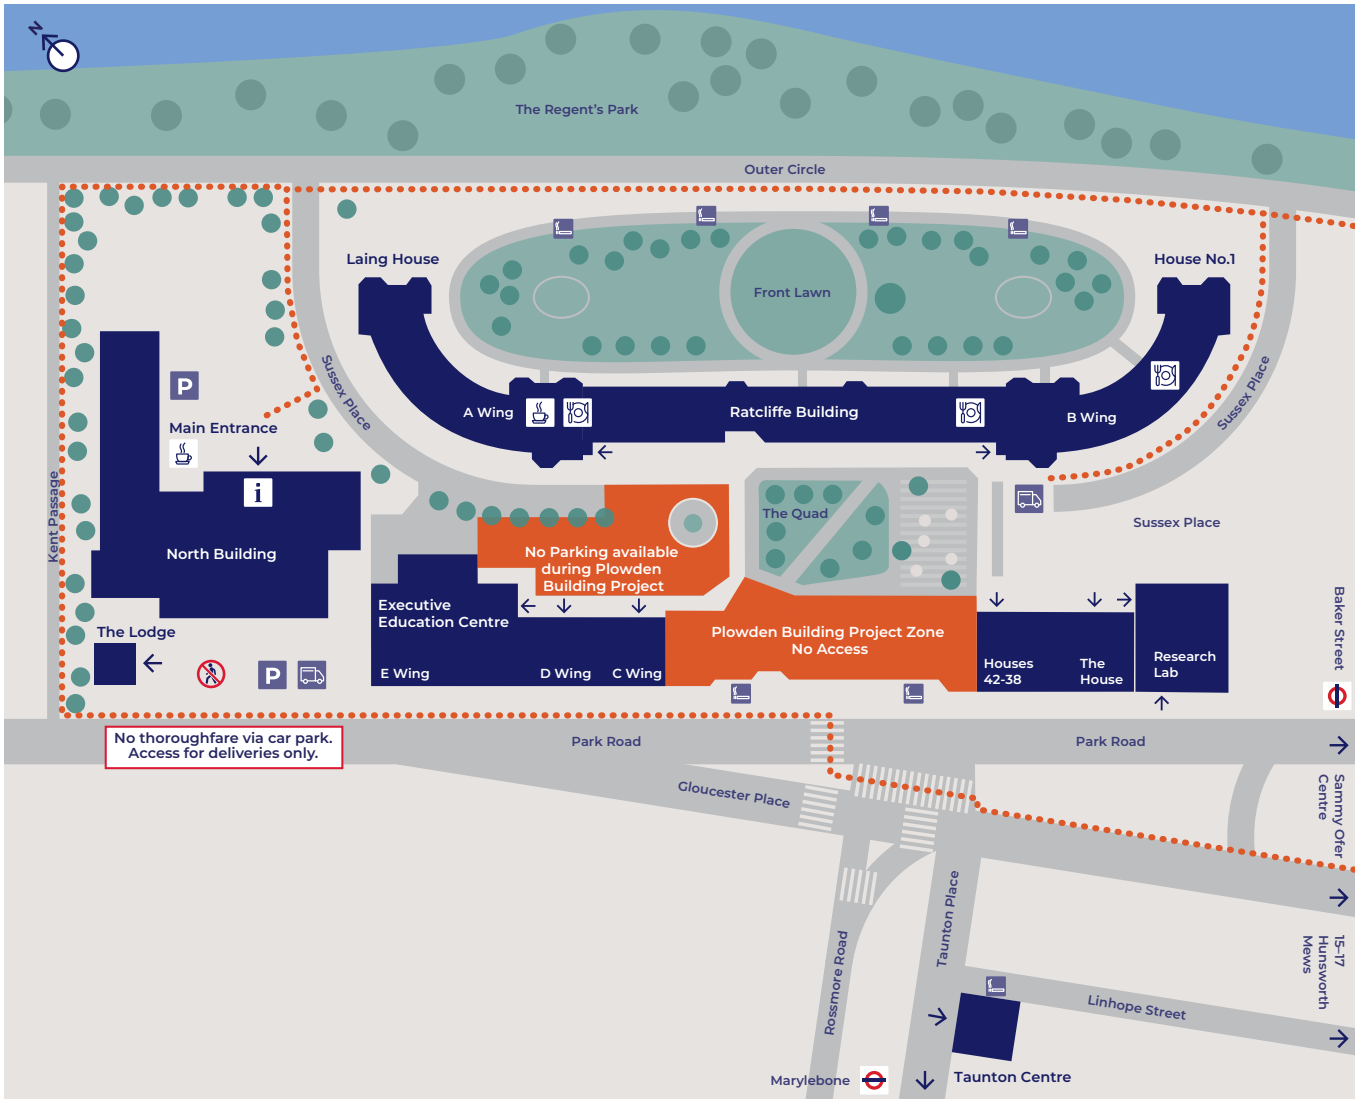 N
The Regent's Park
Outer Circle
Laing House
House No.1
Front Lawn
Sussex Place
Sussex Place
P
A Wing
Ratcliffe Building
B Wing
Main Entrance
i
Kent Passage
North Building
The Quad
Sussex Place
No Parking available
during Plowden
Building Project
Executive
Education Centre
Plowden Building Project Zone
No Access
The Lodge
P
E Wing
D Wing
C Wing
Houses
42-38
The
House
Research
Lab
Baker Street
No thoroughfare via car park.
Access for deliveries only.
Park Road
Park Road
Gloucester Place
Sammy Ofer
Centre
Taunton Place
Rossmore Road
15–17
Hunsworth
Mews
Linhope Street
Marylebone
Taunton Centre